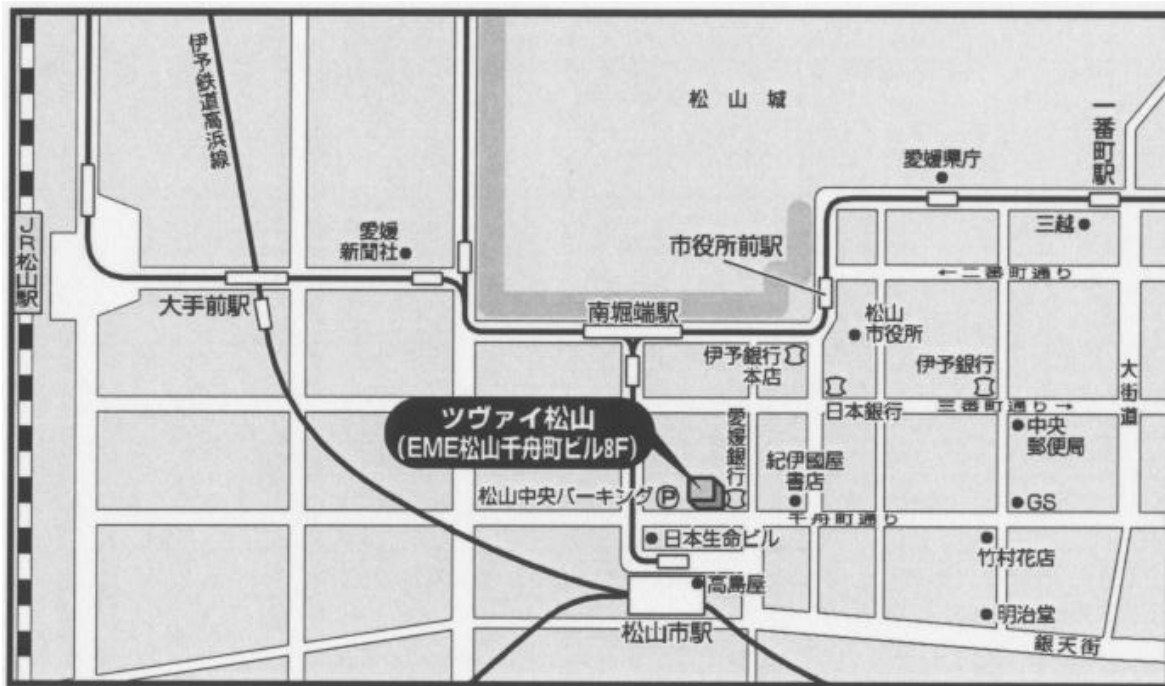 伊予鉄道高浜線
松山城
一番町駅
愛媛県庁
三越
愛媛
新聞社
市役所前駅
←二番町通り
JR松山駅
大手前駅
南堀端駅
松山
市役所
伊予銀行
本店
伊予銀行
大街道
日本銀行
三番町通り→
ツヴァイ松山
(EME松山千舟町ビル8F)
愛媛銀行
中央
郵便局
紀伊國屋
書店
松山中央パーキング P
GS
千舟町通り
日本生命ビル
竹村花店
高島屋
明治堂
松山市駅
銀天街